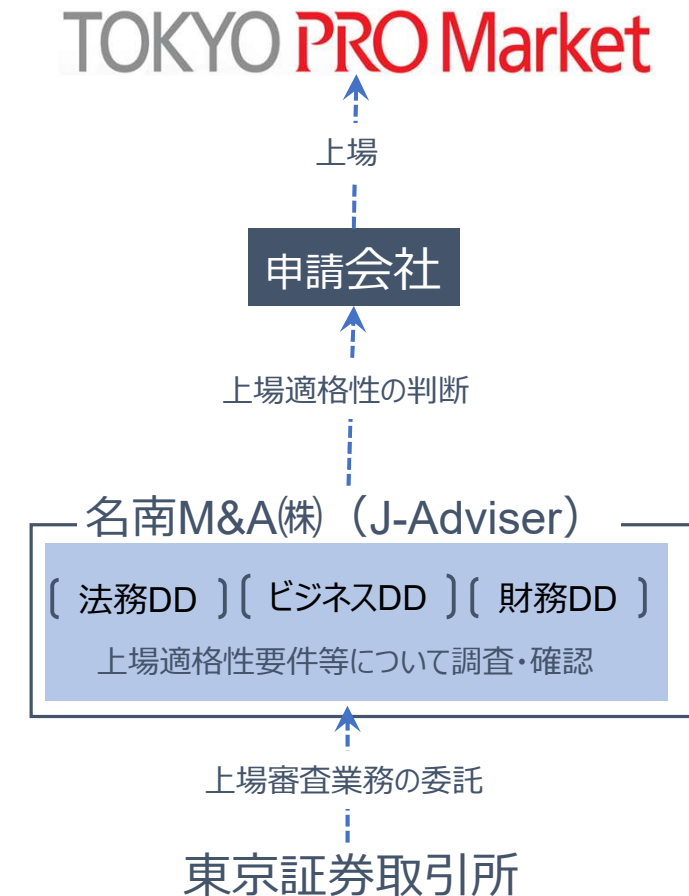 TOKYO PRO Market
上場
申請会社
上場適格性の判断
名南M&A㈱（J-Adviser）
〔 法務DD 〕〔 ビジネスDD 〕〔 財務DD 〕
上場適格性要件等について調査・確認
上場審査業務の委託
東京証券取引所